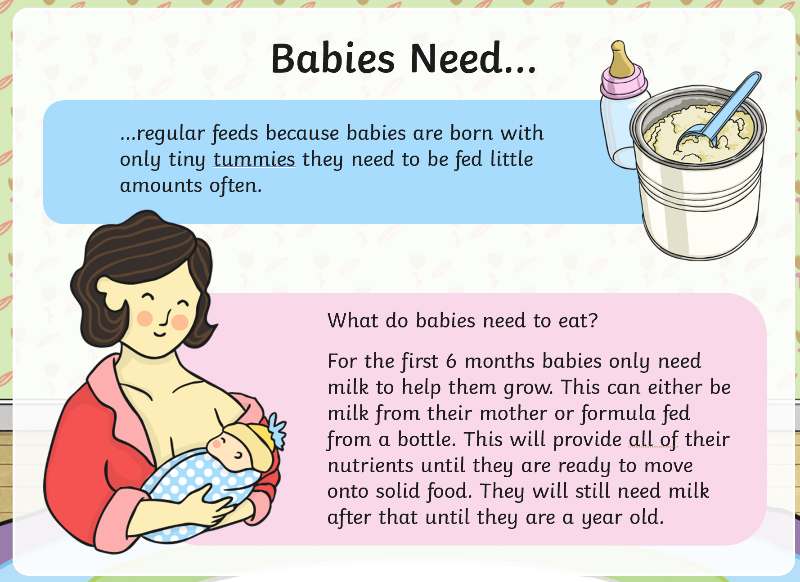 Babies Need...
...regular feeds because babies are born with
only tiny tummies they need to be fed little
amounts often.
What do babies need to eat?
For the first 6 months babies only need
milk to help them grow. This can either be
milk from their mother or formula fed
from a bottle. This will provide all of their
nutrients until they are ready to move
onto solid food. They will still need milk
after that until they are a year old.